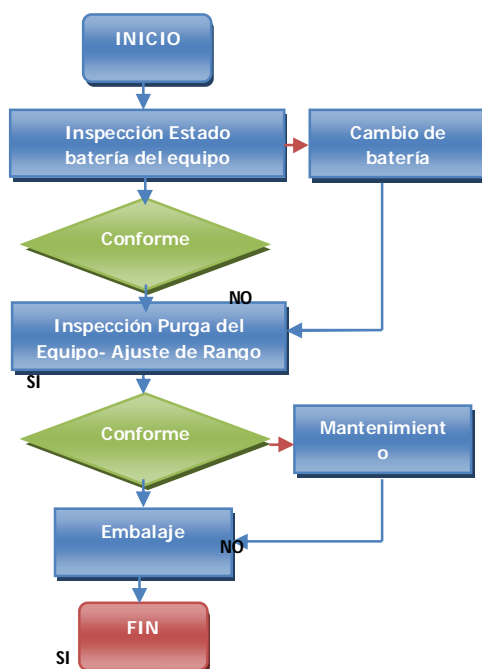 INICIO
Inspección Estado
batería del equipo
Cambio de
batería
Conforme
NO
Inspección Purga del
Equipo- Ajuste de Rango
SI
Conforme
Mantenimient
o
Embalaje
NO
FIN
SI